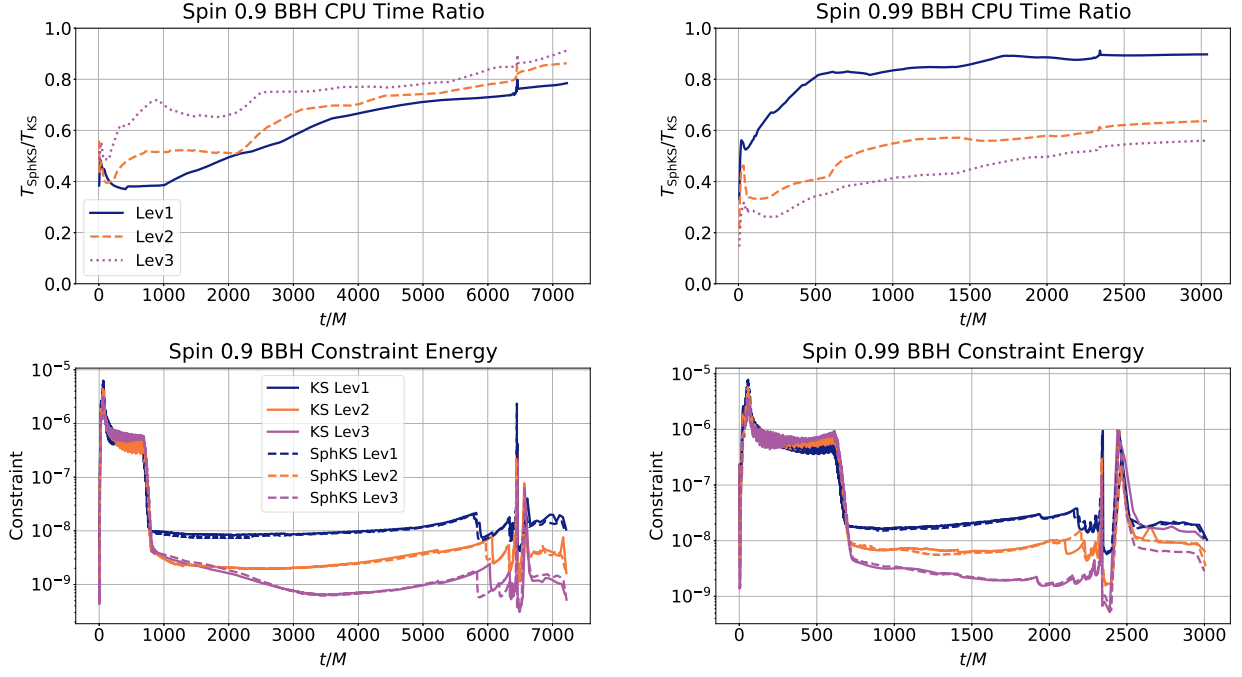 Spin 0.9 BBH CPU Time Ratio
T_SphKS/T_KS
1.0
0.8
0.6
0.4
0.2
0.0
Lev1
Lev2
Lev3
0 1000 2000 3000 4000 5000 6000 7000
t/M
Spin 0.99 BBH CPU Time Ratio
T_SphKS/T_KS
1.0
0.8
0.6
0.4
0.2
0.0
0 500 1000 1500 2000 2500 3000
t/M
Spin 0.9 BBH Constraint Energy
Constraint
10⁻⁵
10⁻⁶
10⁻⁷
10⁻⁸
10⁻⁹
KS Lev1
KS Lev2
KS Lev3
SphKS Lev1
SphKS Lev2
SphKS Lev3
0 1000 2000 3000 4000 5000 6000 7000
t/M
Spin 0.99 BBH Constraint Energy
Constraint
10⁻⁵
10⁻⁶
10⁻⁷
10⁻⁸
10⁻⁹
0 500 1000 1500 2000 2500 3000
t/M